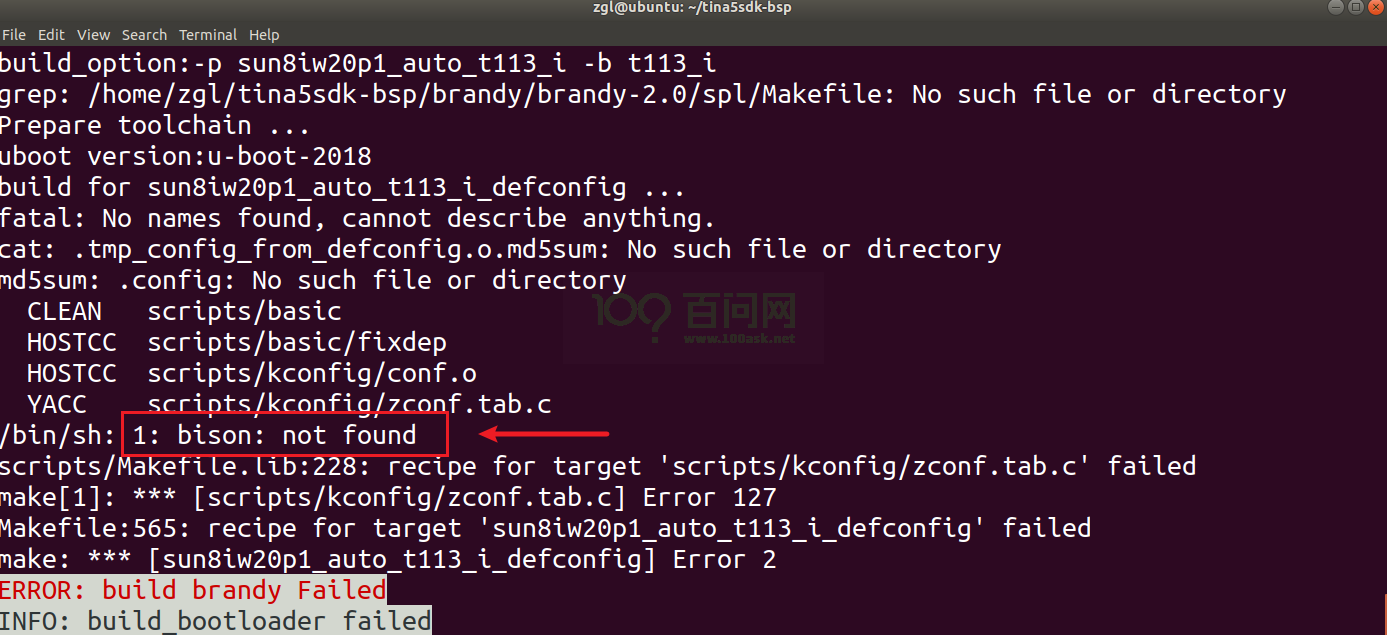 zgl@ubuntu: ~/tina5sdk-bsp
File Edit View Search Terminal Help
build_option:-p sun8iw20p1_auto_t113_i -b t113_i
grep: /home/zgl/tina5sdk-bsp/brandy/brandy-2.0/spl/Makefile: No such file or directory
Prepare toolchain ...
uboot version:u-boot-2018
build for sun8iw20p1_auto_t113_i_defconfig ...
fatal: No names found, cannot describe anything.
cat: .tmp_config_from_defconfig.o.md5sum: No such file or directory
md5sum: .config: No such file or directory
CLEAN scripts/basic
HOSTCC scripts/basic/fixdep
HOSTCC scripts/kconfig/conf.o
YACC scripts/kconfig/zconf.tab.c
/bin/sh: 1: bison: not found
scripts/Makefile.lib:228: recipe for target 'scripts/kconfig/zconf.tab.c' failed
make[1]: *** [scripts/kconfig/zconf.tab.c] Error 127
Makefile:565: recipe for target 'sun8iw20p1_auto_t113_i_defconfig' failed
make: *** [sun8iw20p1_auto_t113_i_defconfig] Error 2
ERROR: build brandy Failed
INFO: build_bootloader failed
百问网
www.100ask.net